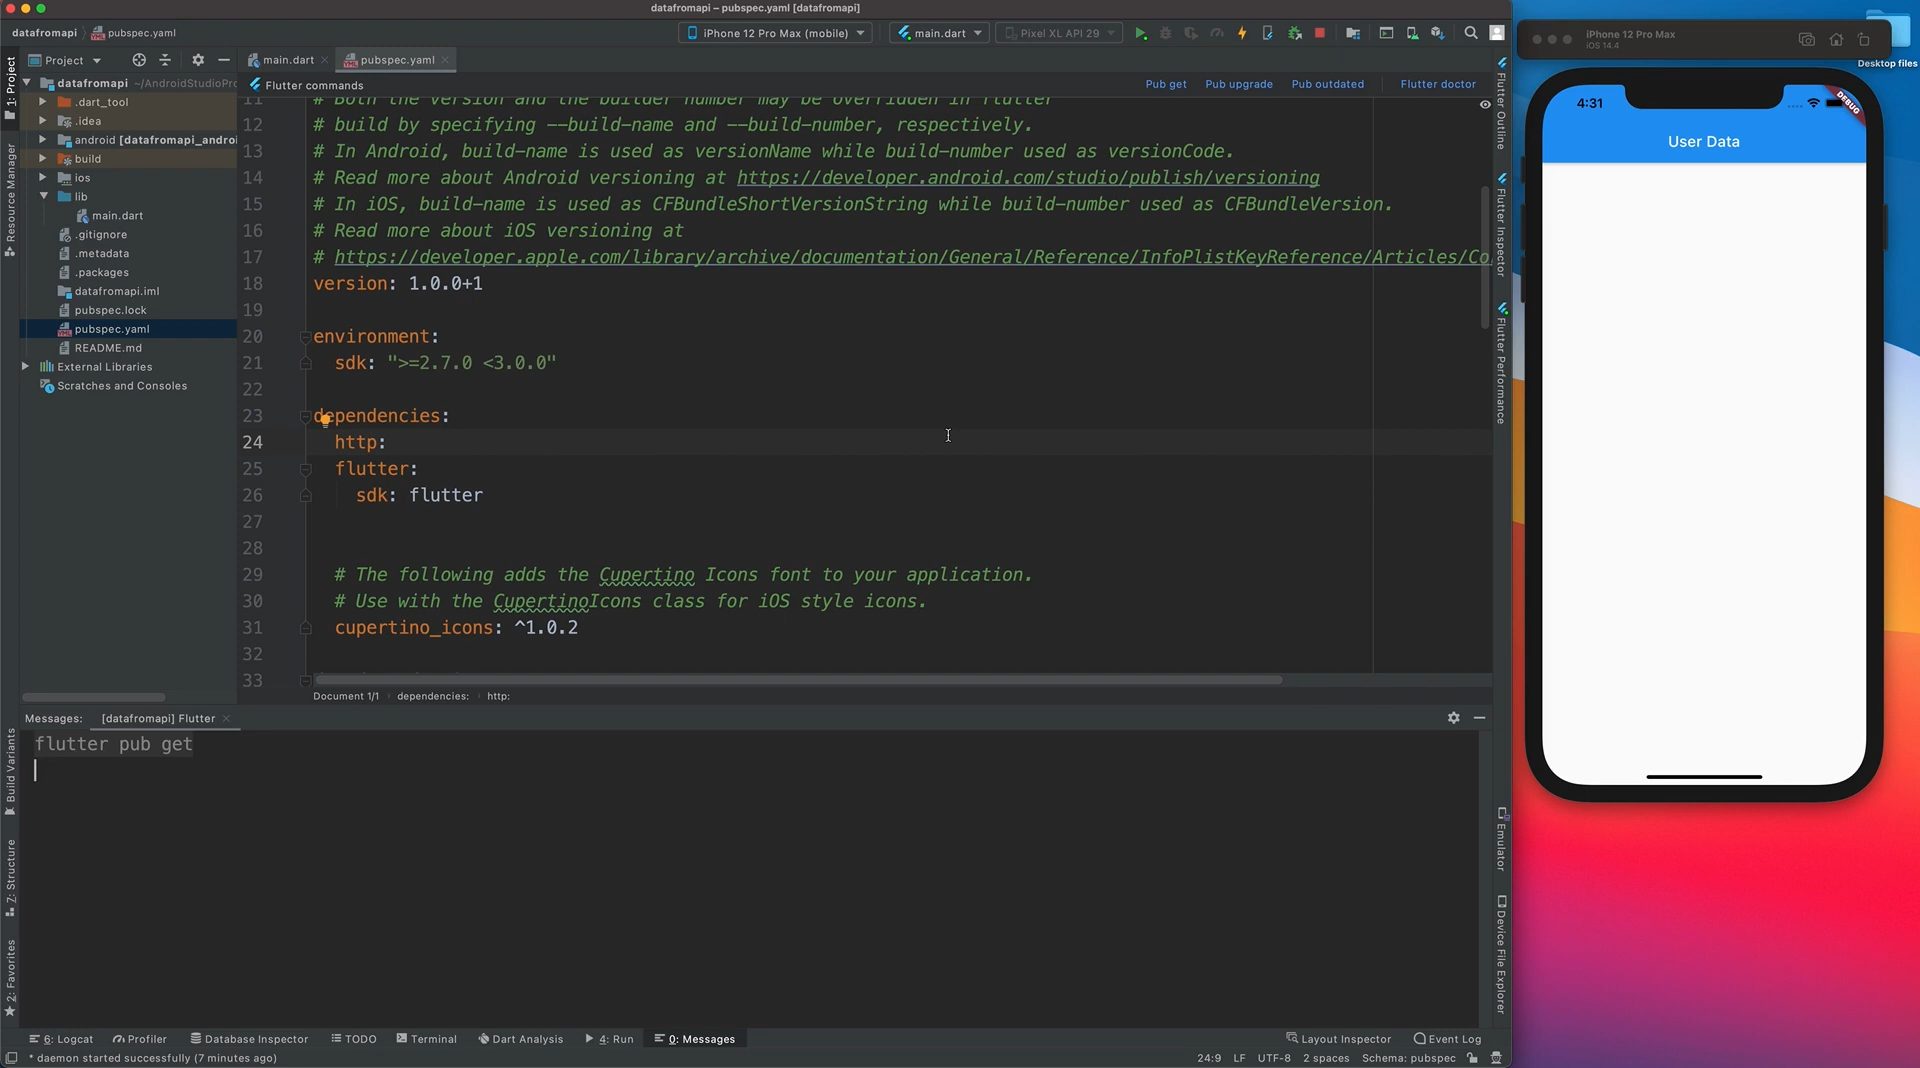 datafromapi – pubspec.yaml [datafromapi]
datafromapi
pubspec.yaml
iPhone 12 Pro Max (mobile)
main.dart
Pixel XL API 29
Project
main.dart
pubspec.yaml
Flutter commands
Pub get
Pub upgrade
Pub outdated
Flutter doctor
1: Project
Resource Manager
Build Variants
Z: Structure
2: Favorites
datafromapi ~/AndroidStudioPro
.dart_tool
.idea
android [datafromapi_androi
build
ios
lib
main.dart
.gitignore
.metadata
.packages
datafromapi.iml
pubspec.lock
pubspec.yaml
README.md
External Libraries
Scratches and Consoles
11 # Both the version and the builder number may be overridden in flutter
12 # build by specifying --build-name and --build-number, respectively.
13 # In Android, build-name is used as versionName while build-number used as versionCode.
14 # Read more about Android versioning at https://developer.android.com/studio/publish/versioning
15 # In iOS, build-name is used as CFBundleShortVersionString while build-number used as CFBundleVersion.
16 # Read more about iOS versioning at
17 # https://developer.apple.com/library/archive/documentation/General/Reference/InfoPlistKeyReference/Articles/Co
18 version: 1.0.0+1
19
20 environment:
21 sdk: ">=2.7.0 <3.0.0"
22
23 dependencies:
24 http:
25 flutter:
26 sdk: flutter
27
28
29 # The following adds the Cupertino Icons font to your application.
30 # Use with the CupertinoIcons class for iOS style icons.
31 cupertino_icons: ^1.0.2
32
33
Document 1/1 › dependencies: › http:
Messages: [datafromapi] Flutter
flutter pub get
Flutter Outline
Flutter Inspector
Flutter Performance
Emulator
Device File Explorer
6: Logcat
Profiler
Database Inspector
TODO
Terminal
Dart Analysis
4: Run
0: Messages
Layout Inspector
Event Log
* daemon started successfully (7 minutes ago)
24:9 LF UTF-8 2 spaces Schema: pubspec
iPhone 12 Pro Max
iOS 14.4
Desktop files
4:31
DEBUG
User Data